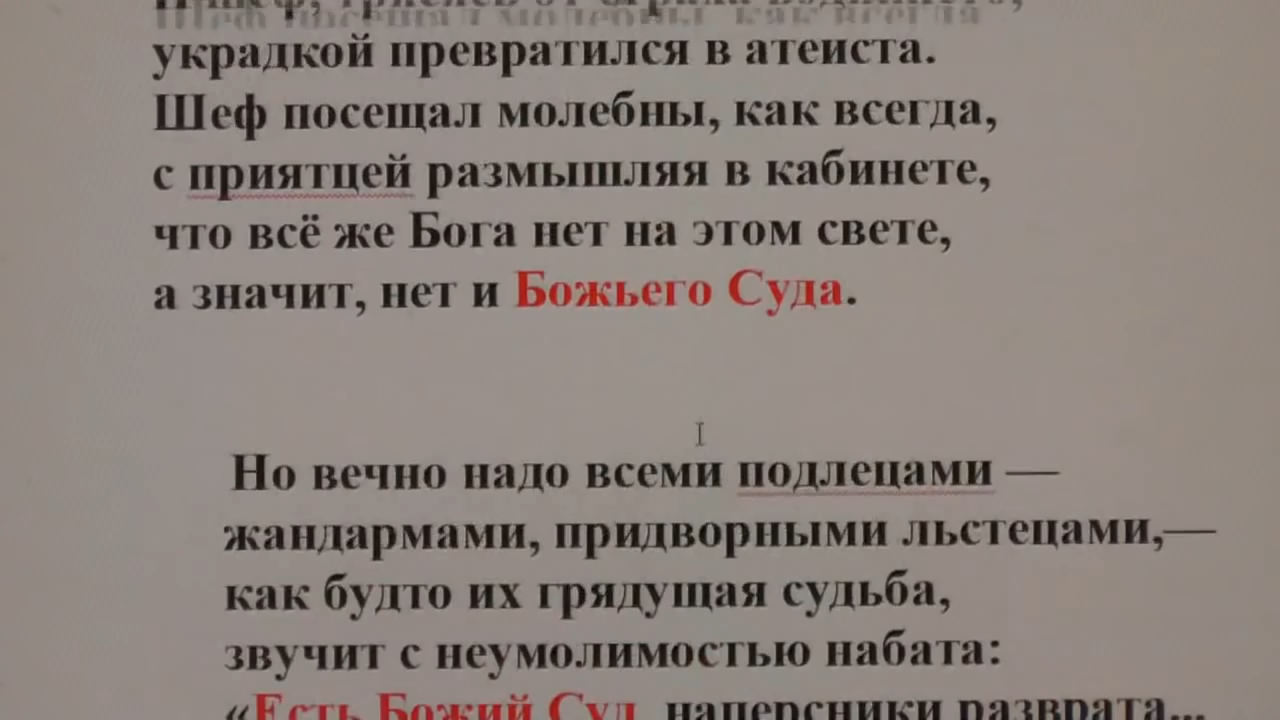 украдкой превратился в атеиста.
Шеф посещал молебны, как всегда,
с приятцей размышляя в кабинете,
что всё же Бога нет на этом свете,
а значит, нет и Божьего Суда.
Но вечно надо всеми подлецами —
жандармами, придворными льстецами,—
как будто их грядущая судьба,
звучит с неумолимостью набата:
«Есть Божий Суд, наперсники разврата...